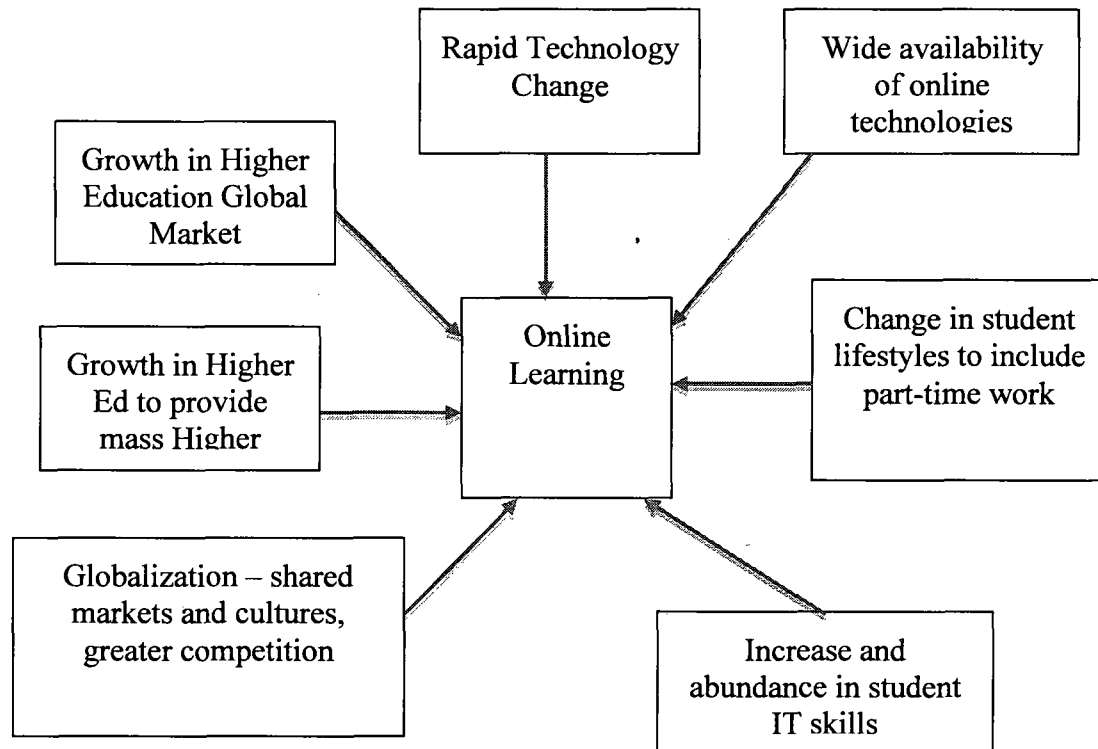 Rapid Technology
Change
Wide availability
of online
technologies
Growth in Higher
Education Global
Market
Online
Learning
Change in student
lifestyles to include
part-time work
Growth in Higher
Ed to provide
mass Higher
Globalization – shared
markets and cultures,
greater competition
Increase and
abundance in student
IT skills